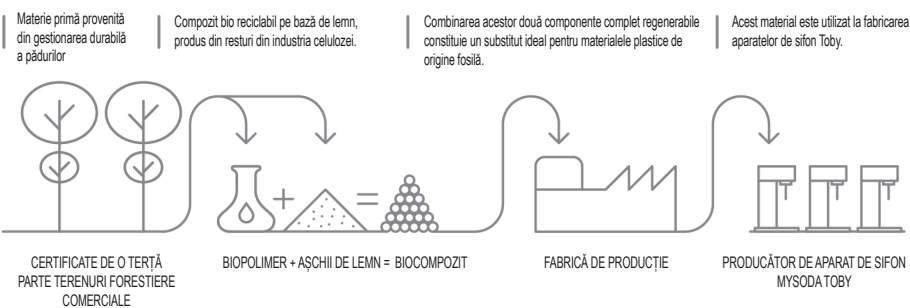 Materie primă provenită
din gestionarea durabilă
a pădurilor
Compozit bio reciclabil pe bază de lemn,
produs din resturi din industria celulozei.
Combinarea acestor două componente complet regenerabile
constituie un substitut ideal pentru materialele plastice de
origine fosilă.
Acest material este utilizat la fabricarea
aparatelor de sifon Toby.
+
=
CERTIFICATE DE O TERȚĂ
PARTE TERENURI FORESTIERE
COMERCIALE
BIOPOLIMER + AȘCHII DE LEMN = BIOCOMPOZIT
FABRICĂ DE PRODUCȚIE
PRODUCĂTOR DE APARAT DE SIFON
MYSODA TOBY